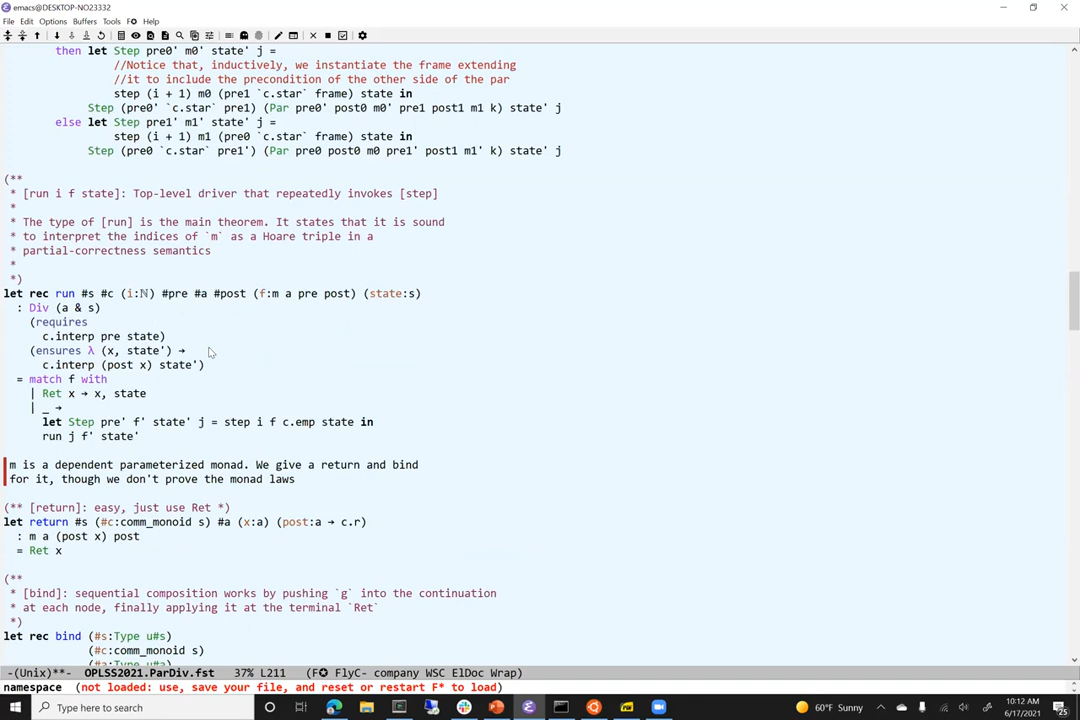 emacs@DESKTOP-NO23332
File Edit Options Buffers Tools F✪ Help
then let Step pre0' m0' state' j =
//Notice that, inductively, we instantiate the frame extending
//it to include the precondition of the other side of the par
step (i + 1) m0 (pre1 `c.star` frame) state in
Step (pre0' `c.star` pre1) (Par pre0' post0 m0' pre1 post1 m1 k) state' j
else let Step pre1' m1' state' j =
step (i + 1) m1 (pre0 `c.star` frame) state in
Step (pre0 `c.star` pre1') (Par pre0 post0 m0 pre1' post1 m1' k) state' j
(**
* [run i f state]: Top-level driver that repeatedly invokes [step]
*
* The type of [run] is the main theorem. It states that it is sound
* to interpret the indices of `m` as a Hoare triple in a
* partial-correctness semantics
*
*)
let rec run #s #c (i:ℕ) #pre #a #post (f:m a pre post) (state:s)
: Div (a & s)
(requires
c.interp pre state)
(ensures λ (x, state') →
c.interp (post x) state')
= match f with
| Ret x → x, state
| _ →
let Step pre' f' state' j = step i f c.emp state in
run j f' state'
m is a dependent parameterized monad. We give a return and bind
for it, though we don't prove the monad laws
(** [return]: easy, just use Ret *)
let return #s (#c:comm_monoid s) #a (x:a) (post:a → c.r)
: m a (post x) post
= Ret x
(**
* [bind]: sequential composition works by pushing `g` into the continuation
* at each node, finally applying it at the terminal `Ret`
*)
let rec bind (#s:Type u#s)
(#c:comm_monoid s)
(#a:Type u#a)
-(Unix)**- OPLSS2021.ParDiv.fst 37% L211 (F✪ FlyC- company WSC ElDoc Wrap)
namespace (not loaded: use, save your file, and reset or restart F* to load)
Type here to search
60°F Sunny
10:12 AM
6/17/2021
25